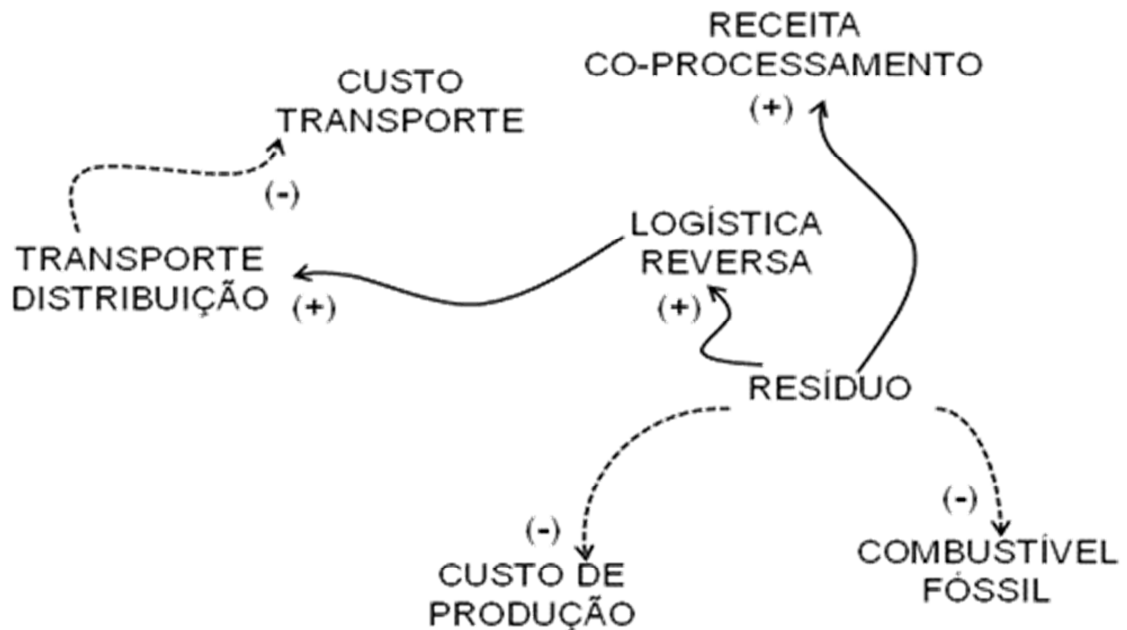 RECEITA
CO-PROCESSAMENTO
(+)
CUSTO
TRANSPORTE
(-)
LOGÍSTICA
REVERSA
(+)
TRANSPORTE
DISTRIBUIÇÃO
(+)
RESÍDUO
(-)
CUSTO DE
PRODUÇÃO
(-)
COMBUSTÍVEL
FÓSSIL